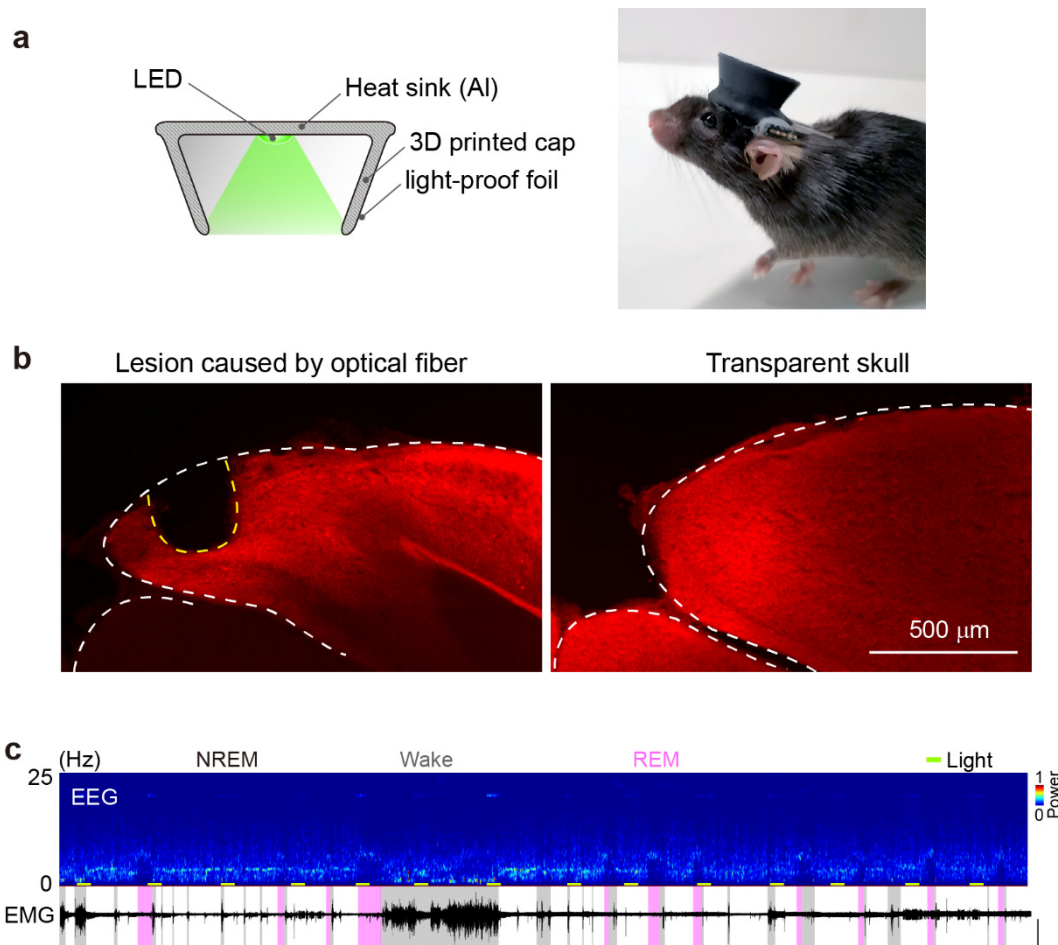 a
LED
Heat sink (Al)
3D printed cap
light-proof foil
b
Lesion caused by optical fiber
Transparent skull
500 μm
c
(Hz)
NREM
Wake
REM
Light
25
EEG
1
0
Power
0
EMG